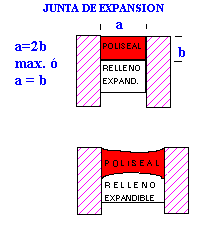 JUNTA DE EXPANSION
a
a=2b
max. ó
a = b
b
POLISEAL
RELLENO
EXPAND.
POLISEAL
RELLENO
EXPANDIBLE